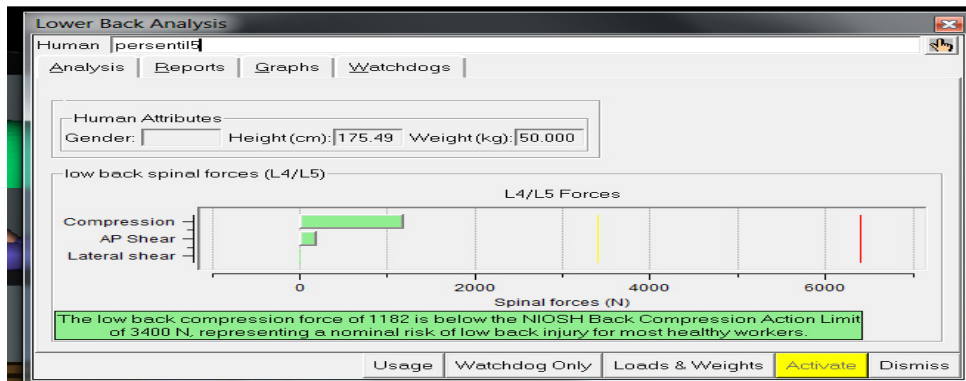 Lower Back Analysis
Human persentil5
Analysis Reports Graphs Watchdogs
Human Attributes
Gender: Height (cm): 175.49 Weight (kg): 50.000
low back spinal forces (L4/L5)
L4/L5 Forces
Compression
AP Shear
Lateral shear
0 2000 4000 6000
Spinal forces (N)
The low back compression force of 1182 is below the NIOSH Back Compression Action Limit
of 3400 N, representing a nominal risk of low back injury for most healthy workers.
Usage Watchdog Only Loads & Weights Activate Dismiss